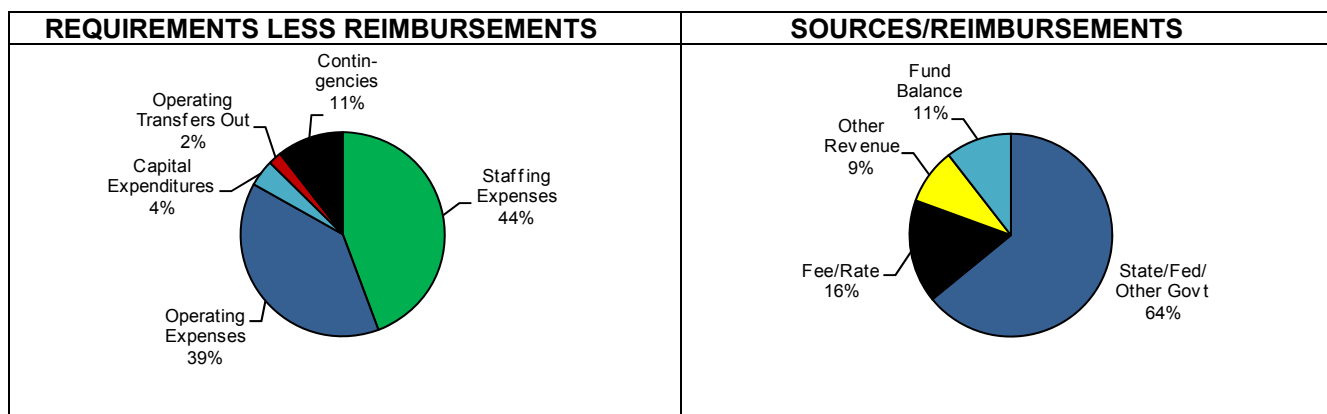 REQUIREMENTS LESS REIMBURSEMENTS
Contin-
gencies
11%
Operating
Transfers Out
2%
Capital
Expenditures
4%
Staffing
Expenses
44%
Operating
Expenses
39%
SOURCES/REIMBURSEMENTS
Fund
Balance
11%
Other
Revenue
9%
Fee/Rate
16%
State/Fed/
Other Govt
64%